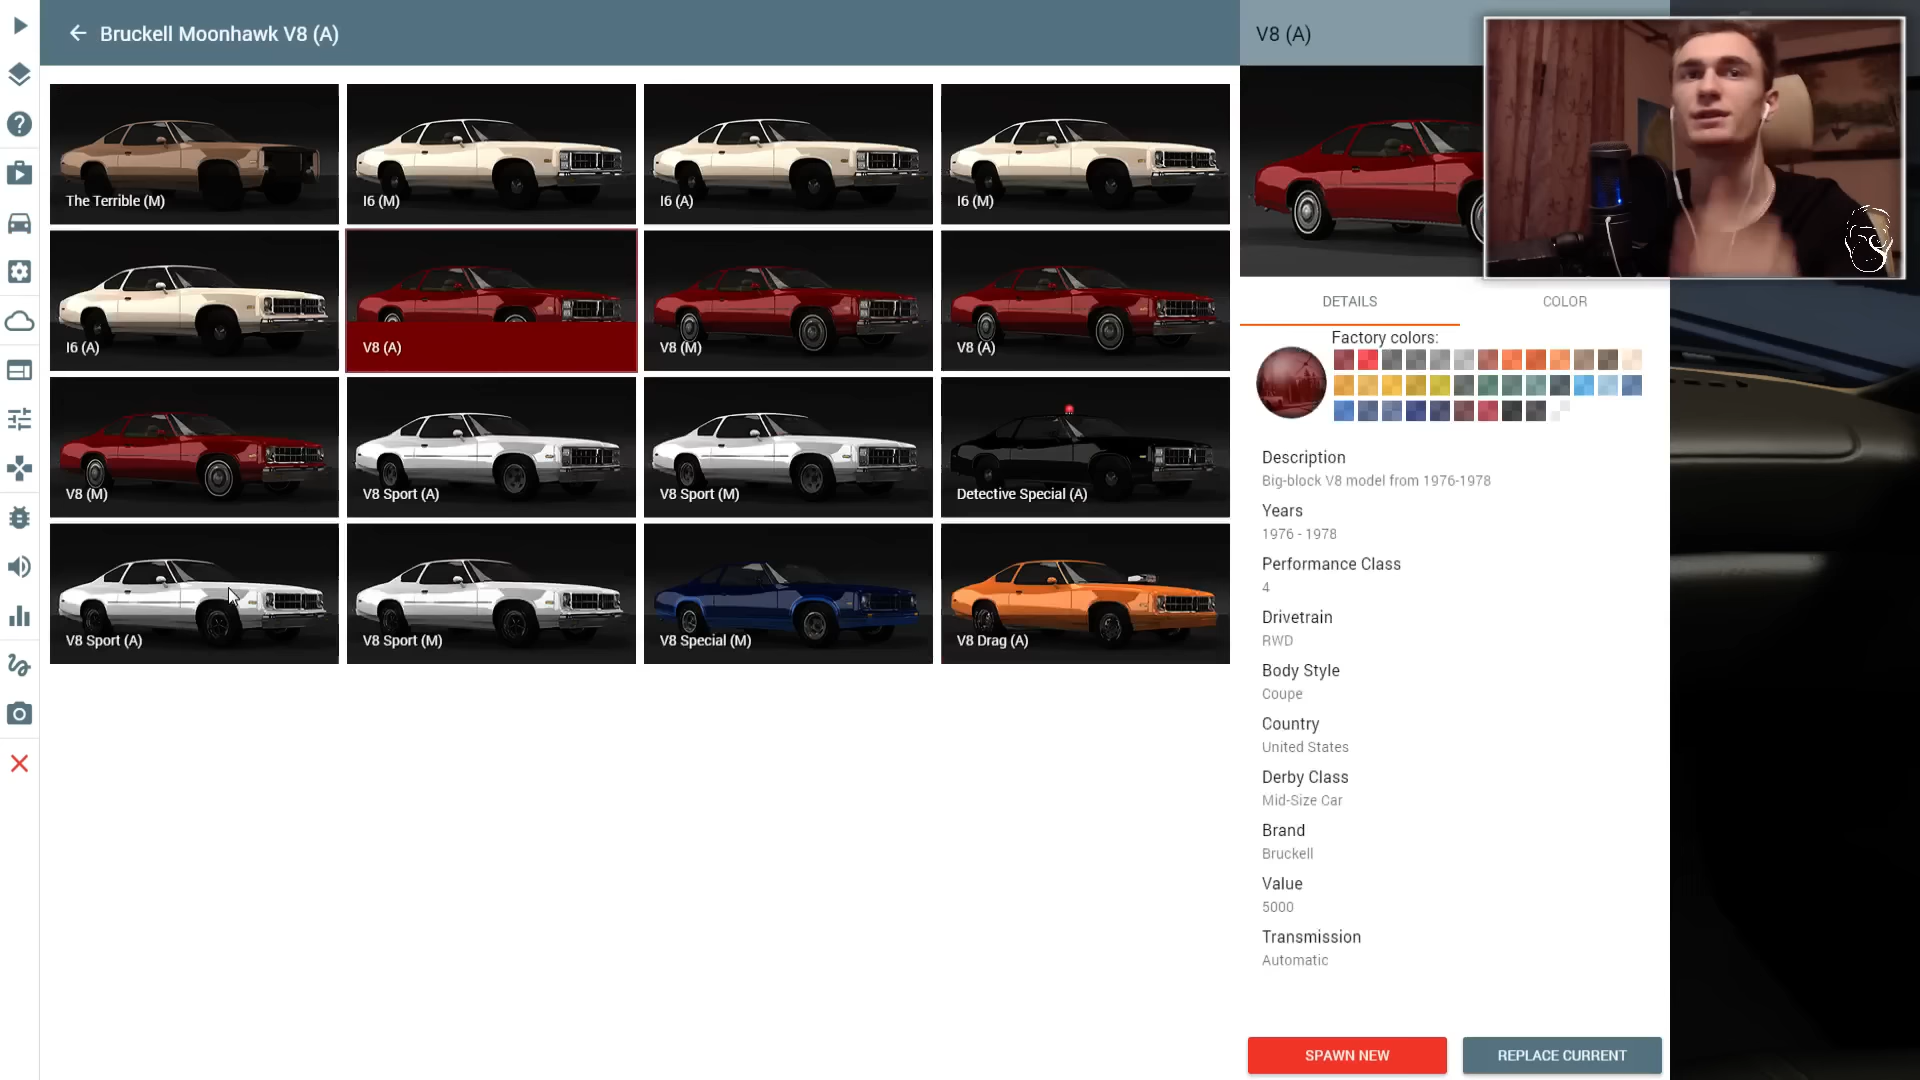 Bruckell Moonhawk V8 (A)
V8 (A)
The Terrible (M)
I6 (M)
I6 (A)
I6 (M)
I6 (A)
V8 (A)
V8 (M)
V8 (A)
V8 (M)
V8 Sport (A)
V8 Sport (M)
Detective Special (A)
V8 Sport (A)
V8 Sport (M)
V8 Special (M)
V8 Drag (A)
DETAILS
COLOR
Factory colors:
Description
Big-block V8 model from 1976-1978
Years
1976 - 1978
Performance Class
4
Drivetrain
RWD
Body Style
Coupe
Country
United States
Derby Class
Mid-Size Car
Brand
Bruckell
Value
5000
Transmission
Automatic
SPAWN NEW
REPLACE CURRENT